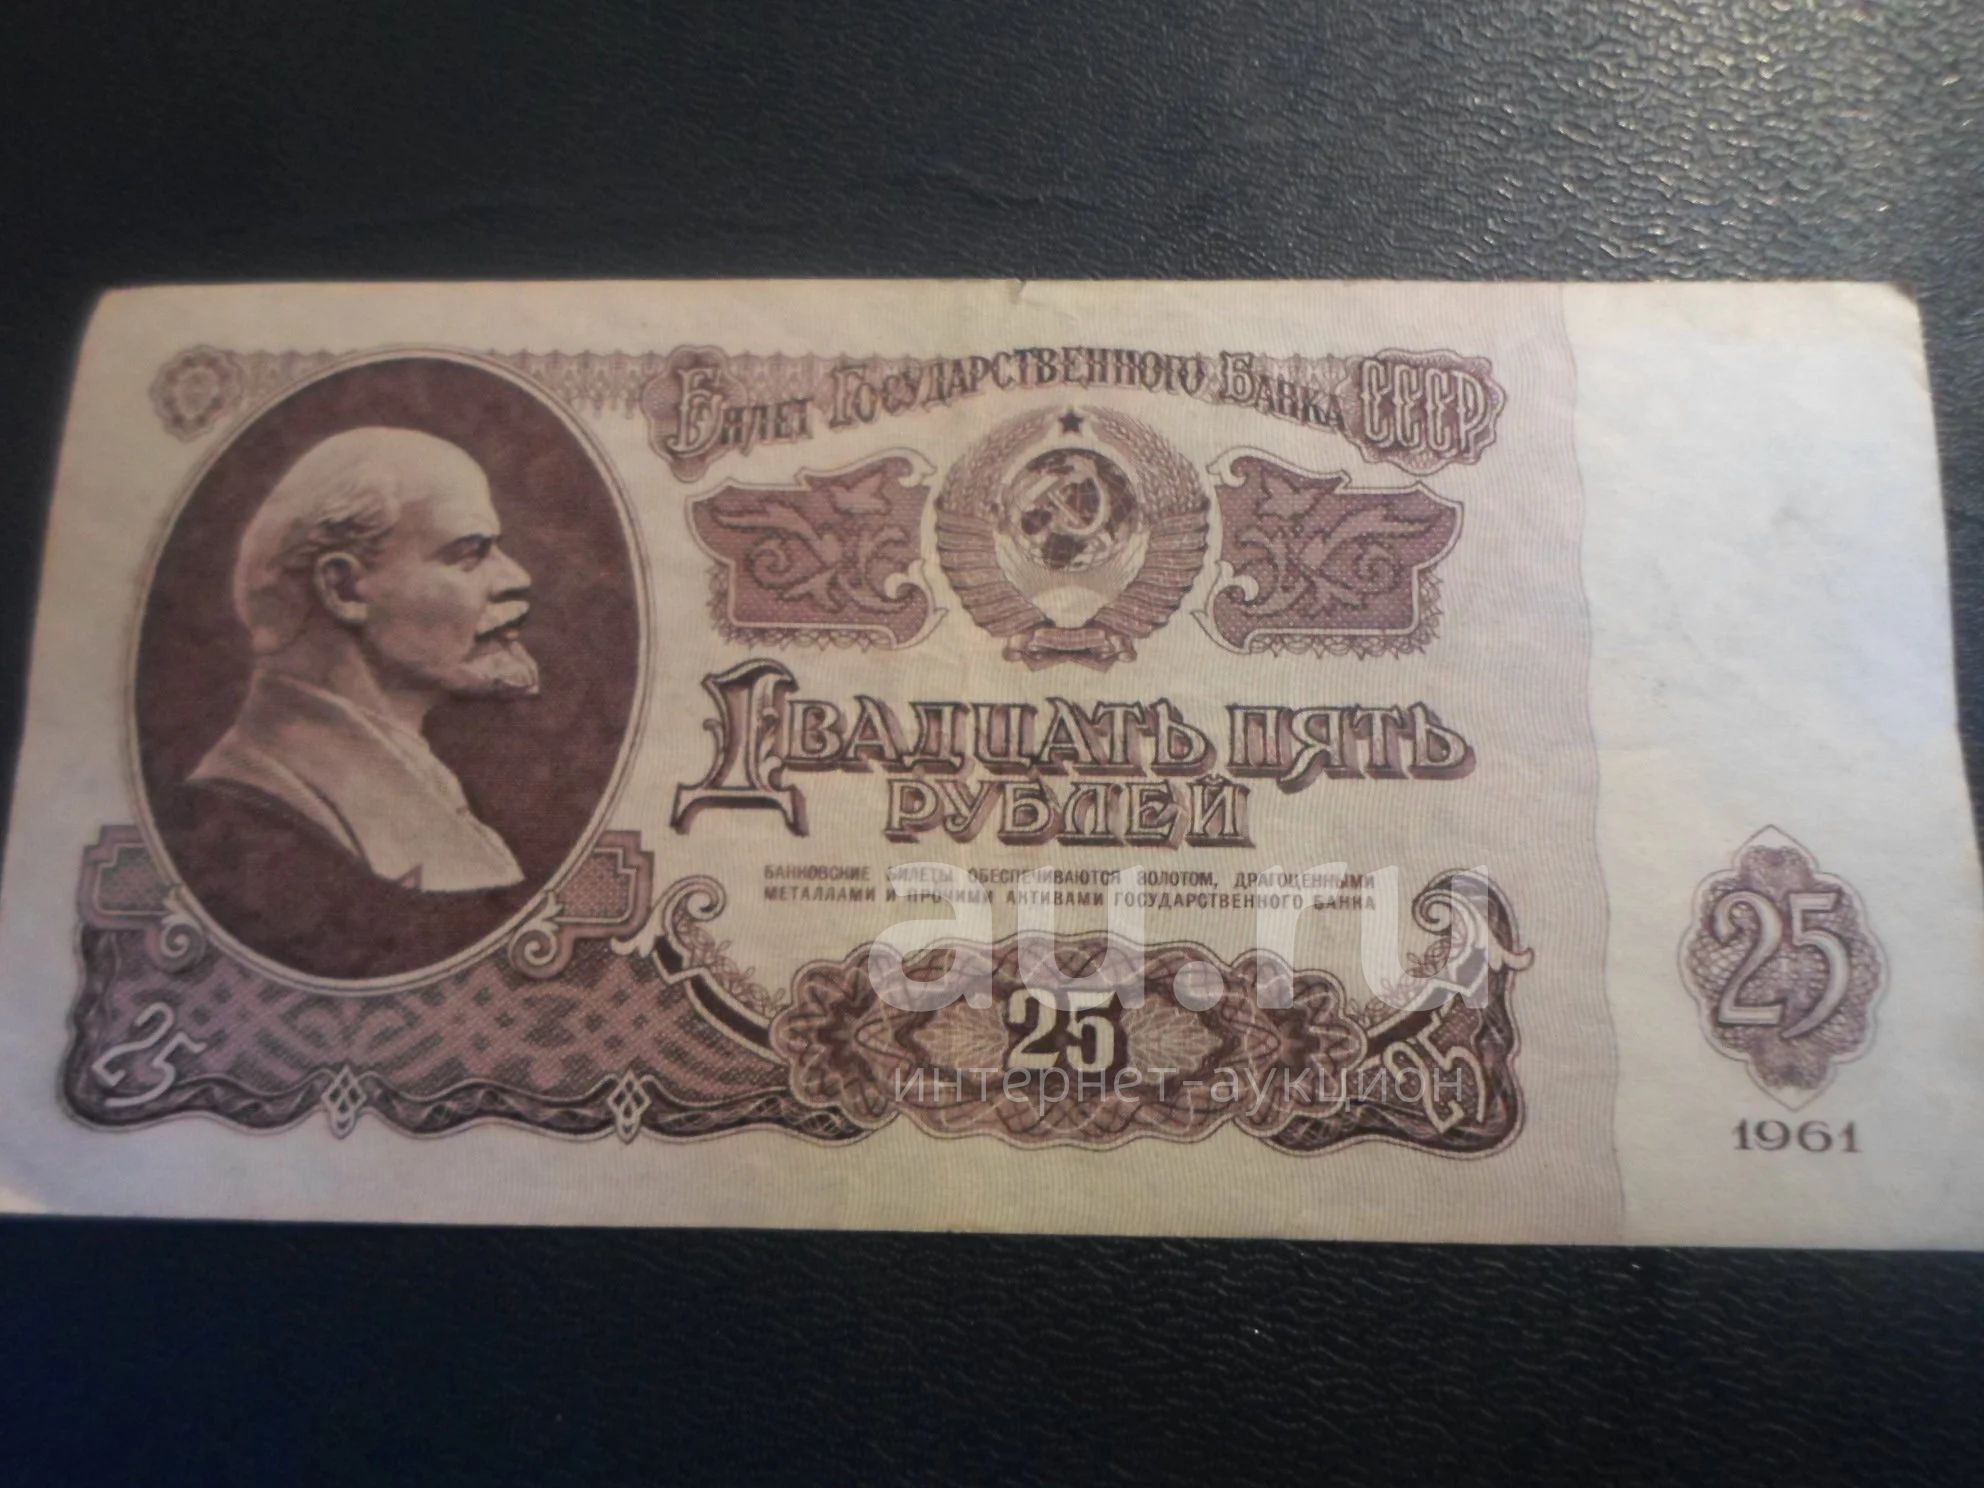 Билет Государственного Банка СССР
Двадцать пять
рублей
БАНКОВСКИЕ БИЛЕТЫ ОБЕСПЕЧИВАЮТСЯ ЗОЛОТОМ, ДРАГОЦЕННЫМИ
МЕТАЛЛАМИ И ПРОЧИМИ АКТИВАМИ ГОСУДАРСТВЕННОГО БАНКА
au.ru
25
25
25
25
интернет-аукцион
1961